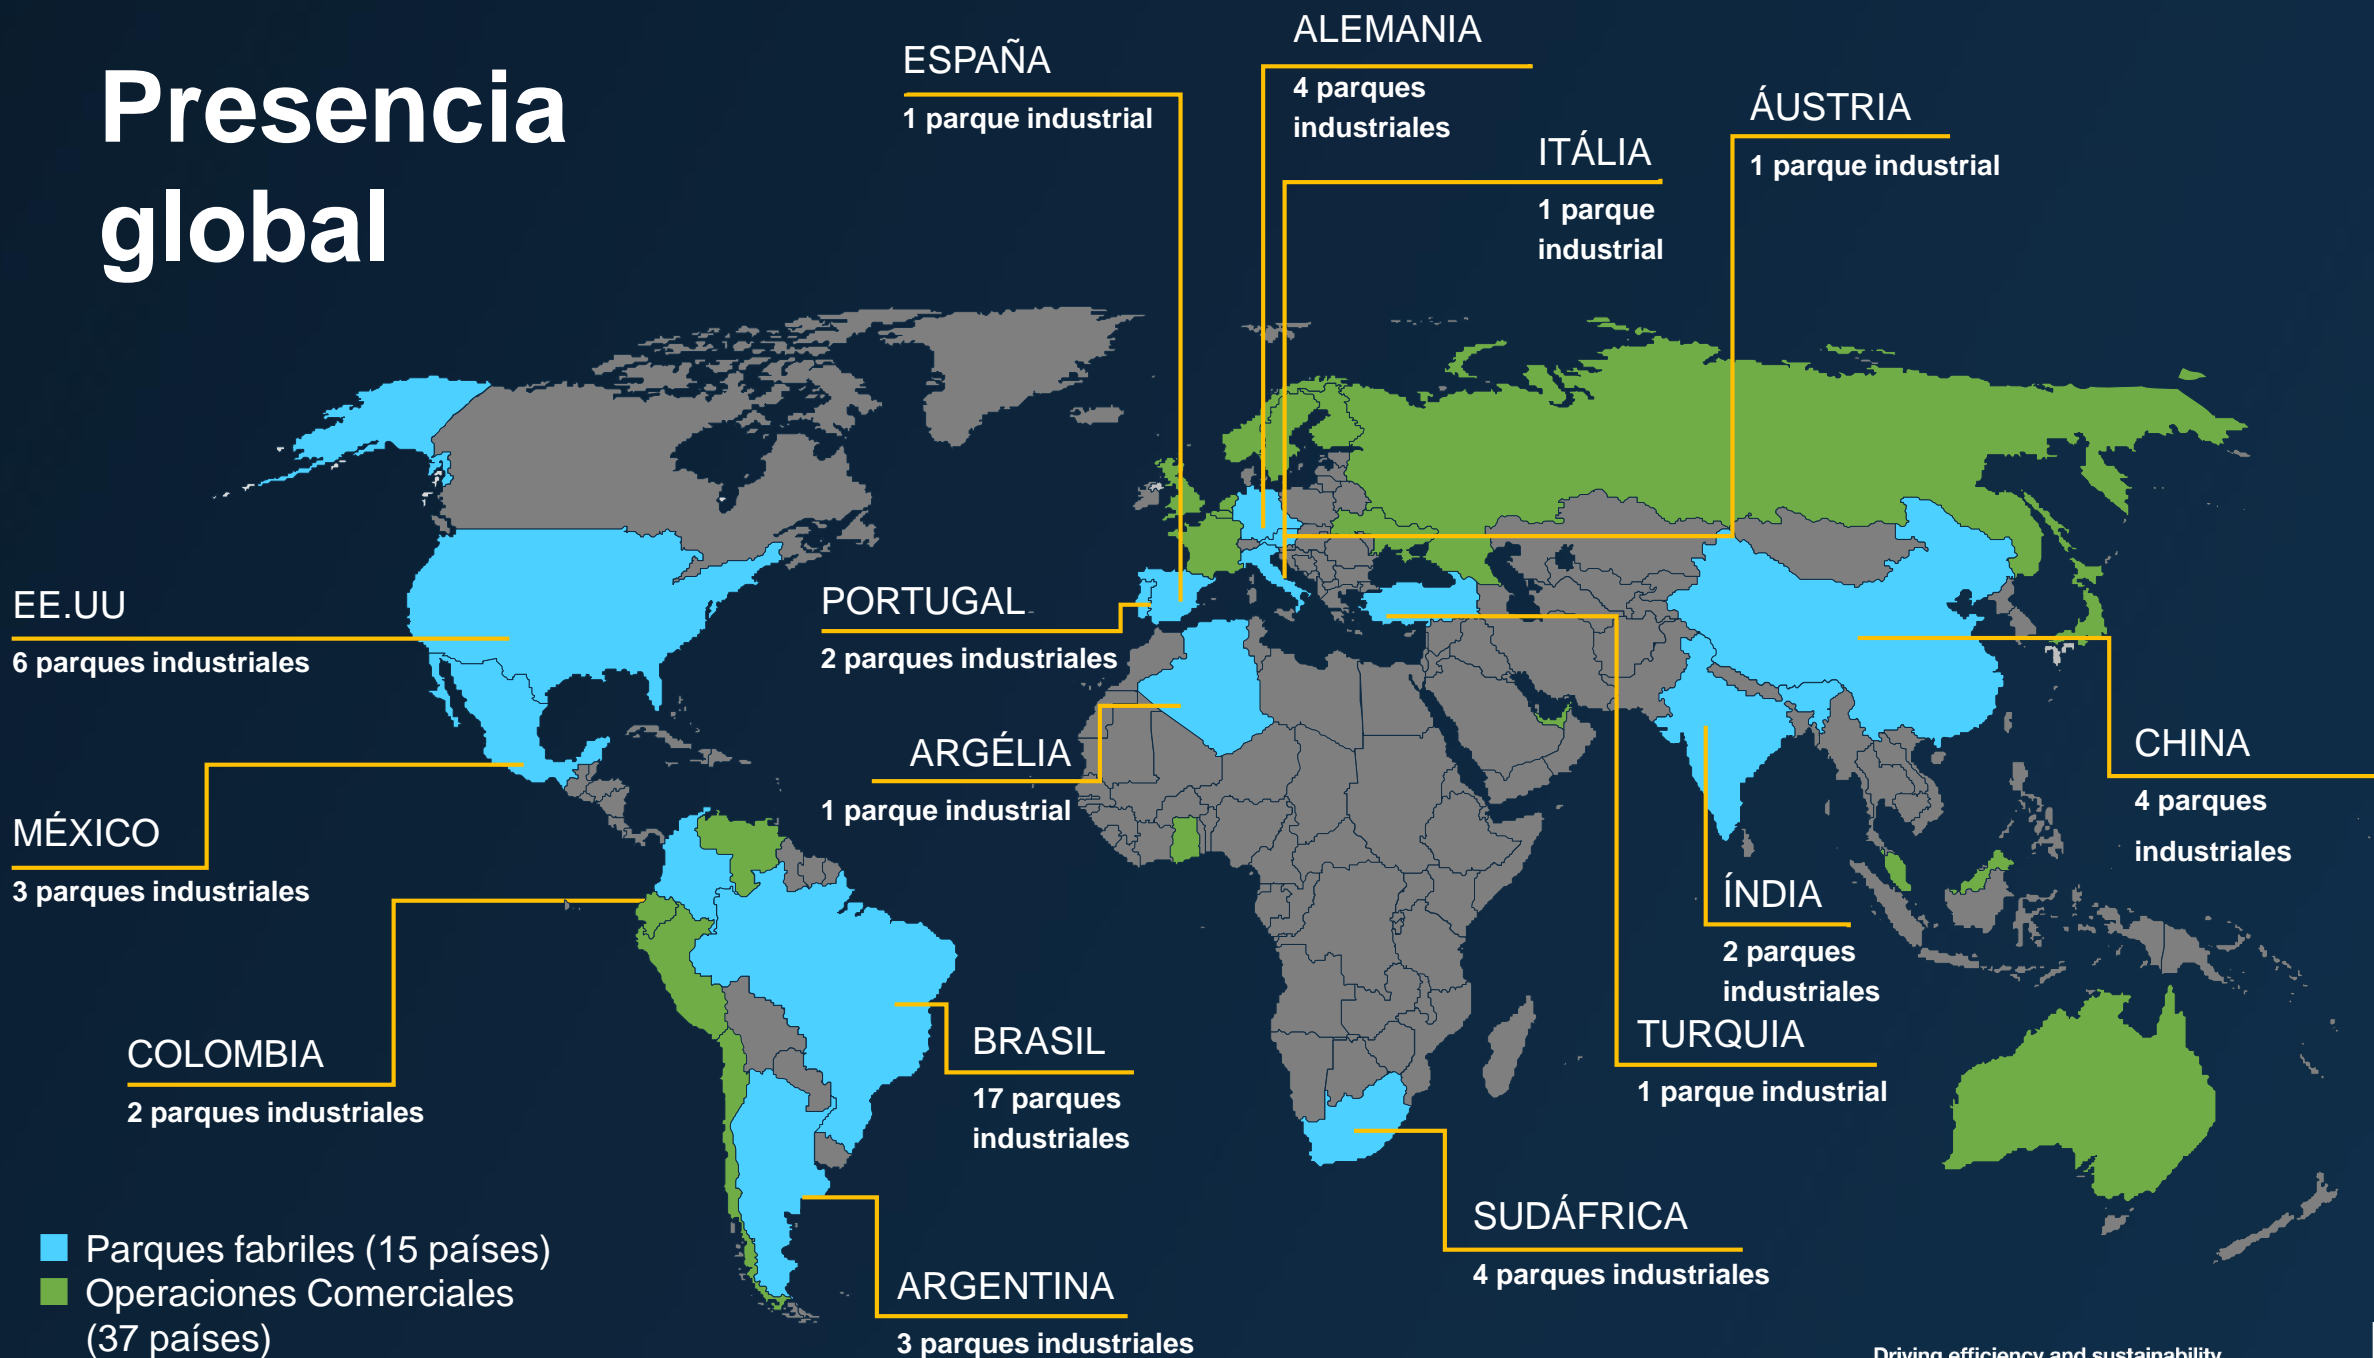 Presencia
global
ESPAÑA
1 parque industrial
ALEMANIA
4 parques
industriales
ITÁLIA
1 parque
industrial
ÁUSTRIA
1 parque industrial
EE.UU
6 parques industriales
PORTUGAL
2 parques industriales
ARGÉLIA
1 parque industrial
MÉXICO
3 parques industriales
CHINA
4 parques
industriales
ÍNDIA
2 parques
industriales
COLOMBIA
2 parques industriales
BRASIL
17 parques
industriales
TURQUIA
1 parque industrial
SUDÁFRICA
4 parques industriales
ARGENTINA
3 parques industriales
Parques fabriles (15 países)
Operaciones Comerciales
(37 países)
Driving efficiency and sustainability